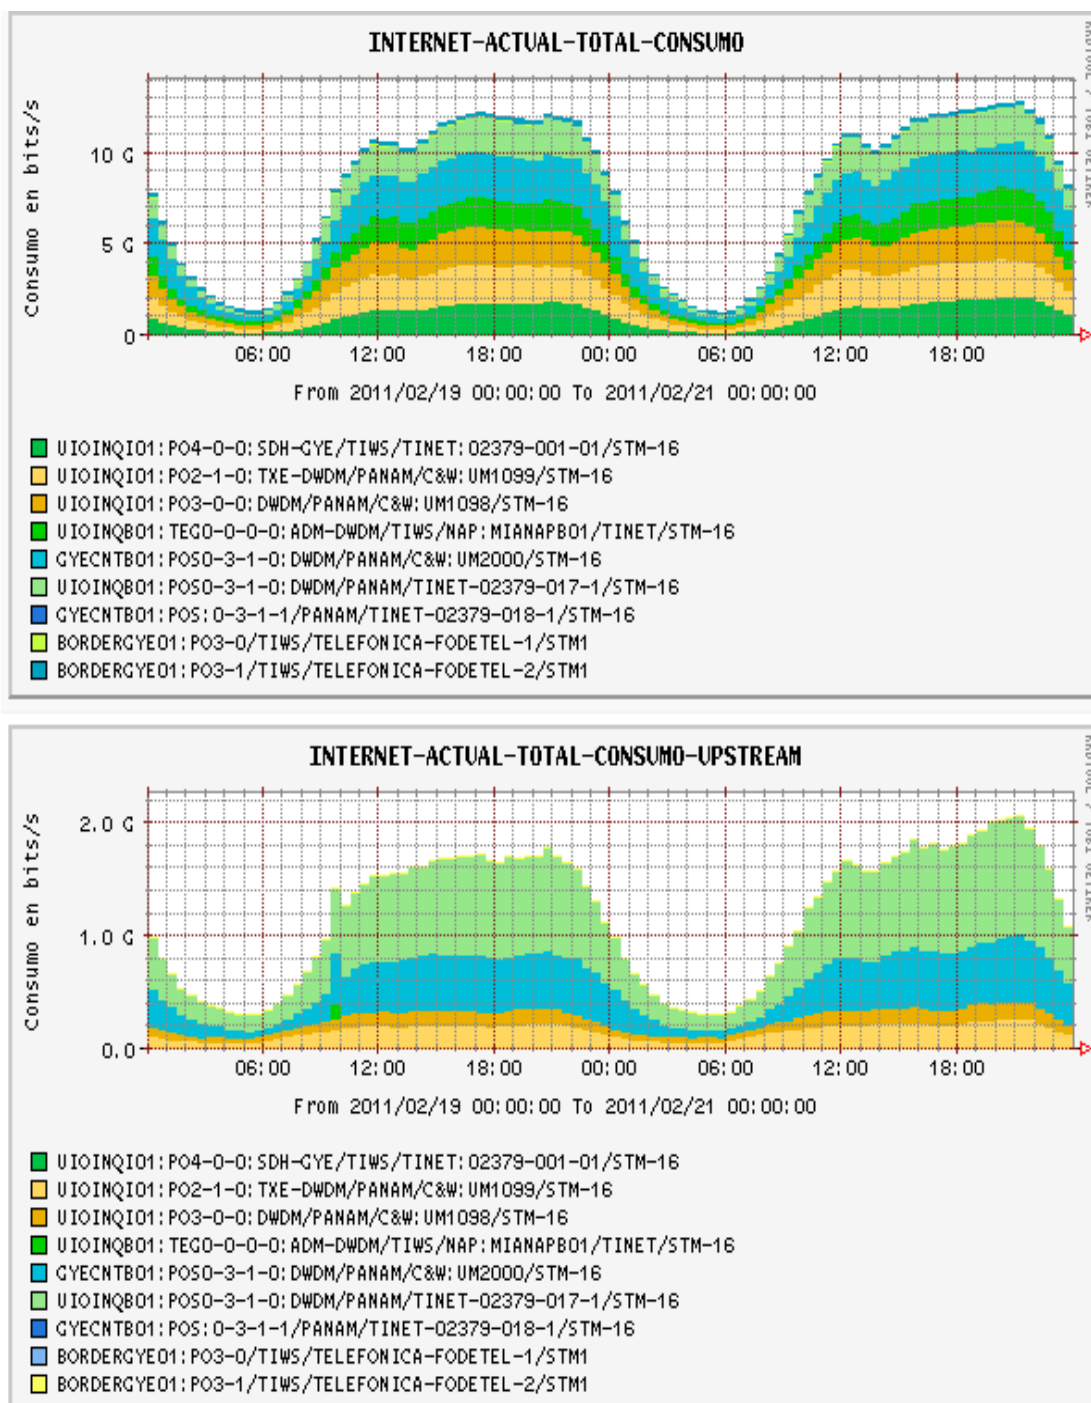 INTERNET-ACTUAL-TOTAL-CONSUMO
Consumo en bits/s
10 G
5 G
0
06:00 12:00 18:00 00:00 06:00 12:00 18:00
From 2011/02/19 00:00:00 To 2011/02/21 00:00:00
UIOINQI01:PO4-0-0:SDH-GYE/TIWS/TINET:02379-001-01/STM-16
UIOINQI01:PO2-1-0:TXE-DWDM/PANAM/C&W:UM1099/STM-16
UIOINQI01:PO3-0-0:DWDM/PANAM/C&W:UM1098/STM-16
UIOINQB01:TEG0-0-0-0:ADM-DWDM/TIWS/NAP:MIANAPB01/TINET/STM-16
GYECNTB01:POS0-3-1-0:DWDM/PANAM/C&W:UM2000/STM-16
UIOINQB01:POS0-3-1-0:DWDM/PANAM/TINET-02379-017-1/STM-16
GYECNTB01:POS:0-3-1-1/PANAM/TINET-02379-018-1/STM-16
BORDERGYE01:PO3-0/TIWS/TELEFONICA-FODETEL-1/STM1
BORDERGYE01:PO3-1/TIWS/TELEFONICA-FODETEL-2/STM1
INTERNET-ACTUAL-TOTAL-CONSUMO-UPSTREAM
Consumo en bits/s
2.0 G
1.0 G
0.0
06:00 12:00 18:00 00:00 06:00 12:00 18:00
From 2011/02/19 00:00:00 To 2011/02/21 00:00:00
UIOINQI01:PO4-0-0:SDH-GYE/TIWS/TINET:02379-001-01/STM-16
UIOINQI01:PO2-1-0:TXE-DWDM/PANAM/C&W:UM1099/STM-16
UIOINQI01:PO3-0-0:DWDM/PANAM/C&W:UM1098/STM-16
UIOINQB01:TEG0-0-0-0:ADM-DWDM/TIWS/NAP:MIANAPB01/TINET/STM-16
GYECNTB01:POS0-3-1-0:DWDM/PANAM/C&W:UM2000/STM-16
UIOINQB01:POS0-3-1-0:DWDM/PANAM/TINET-02379-017-1/STM-16
GYECNTB01:POS:0-3-1-1/PANAM/TINET-02379-018-1/STM-16
BORDERGYE01:PO3-0/TIWS/TELEFONICA-FODETEL-1/STM1
BORDERGYE01:PO3-1/TIWS/TELEFONICA-FODETEL-2/STM1